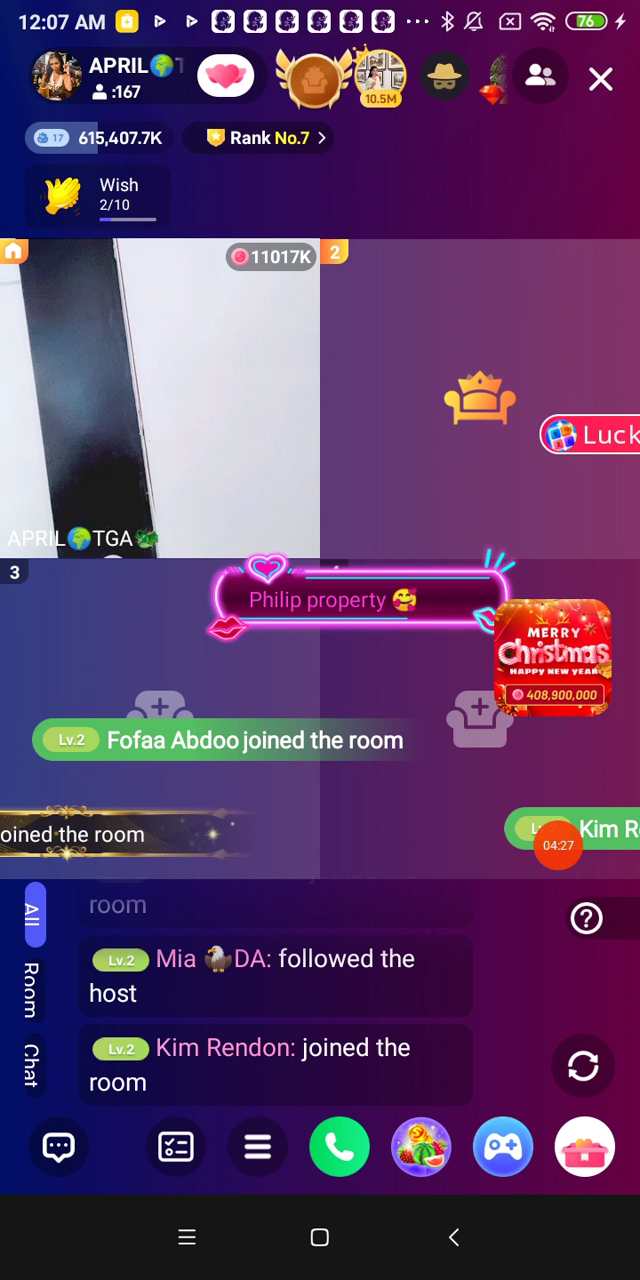 12:07 AM
76
APRIL🌍T
:167
10.5M
17 615,407.7K
Rank No.7
Wish
2/10
11017K
2
APRIL🌍TGA🐲
Luck
3
Philip property 🥰
MERRY
Christmas
HAPPY NEW YEAR
408,900,000
Lv.2 Fofaa Abdoo joined the room
oined the room
Kim R
04:27
All
Room
Chat
room
Lv.2 Mia 🦅DA: followed the
host
Lv.2 Kim Rendon: joined the
room